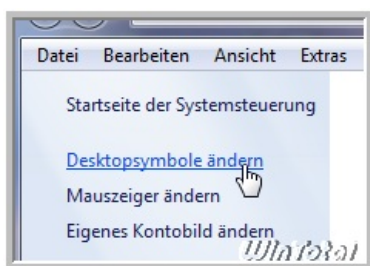 Datei Bearbeiten Ansicht Extras
Startseite der Systemsteuerung
Desktopsymbole ändern
Mauszeiger ändern
Eigenes Kontobild ändern
WinTotal